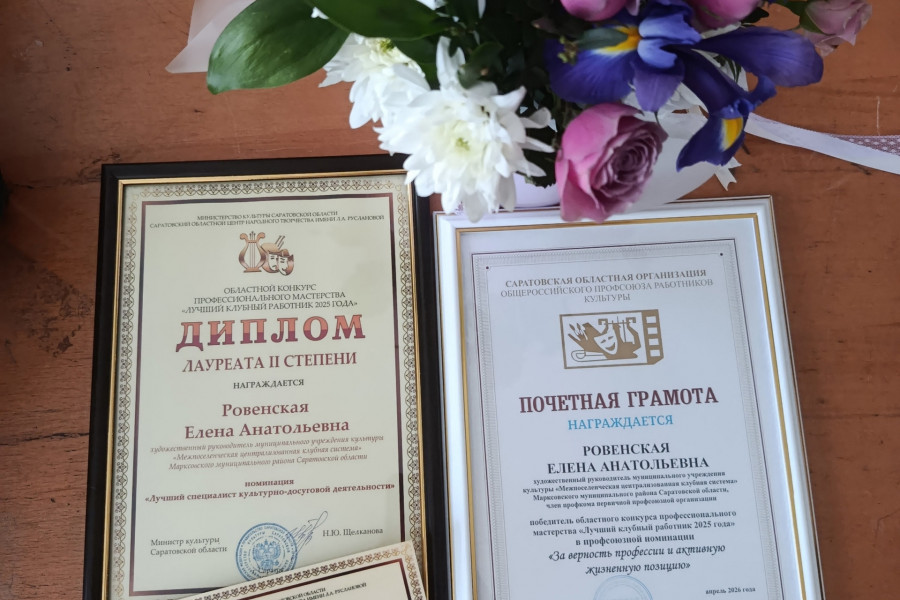 МИНИСТЕРСТВО КУЛЬТУРЫ САРАТОВСКОЙ ОБЛАСТИ
САРАТОВСКИЙ ОБЛАСТНОЙ ЦЕНТР НАРОДНОГО ТВОРЧЕСТВА ИМЕНИ Л.А. РУСЛАНОВОЙ
ОБЛАСТНОЙ КОНКУРС
ПРОФЕССИОНАЛЬНОГО МАСТЕРСТВА
«ЛУЧШИЙ КЛУБНЫЙ РАБОТНИК 2025 ГОДА»
ДИПЛОМ
ЛАУРЕАТА II СТЕПЕНИ
НАГРАЖДАЕТСЯ
Ровенская
Елена Анатольевна
художественный руководитель муниципального учреждения культуры
«Межпоселенческая централизованная клубная система»
Марксовского муниципального района Саратовской области
номинация
«Лучший специалист культурно-досуговой деятельности»
Министр культуры
Саратовской области
Н.Ю. Щелканова
САРАТОВСКАЯ ОБЛАСТНАЯ ОРГАНИЗАЦИЯ
ОБЩЕРОССИЙСКОГО ПРОФСОЮЗА РАБОТНИКОВ
КУЛЬТУРЫ
ПОЧЕТНАЯ ГРАМОТА
НАГРАЖДАЕТСЯ
РОВЕНСКАЯ
ЕЛЕНА АНАТОЛЬЕВНА
художественный руководитель муниципального учреждения
культуры «Межпоселенческая централизованная клубная система»
Марксовского муниципального района Саратовской области,
член профкома первичной профсоюзной организации
победитель областного конкурса профессионального
мастерства «Лучший клубный работник 2025 года»
в профсоюзной номинации
«За верность профессии и активную
жизненную позицию»
апрель 2026 года